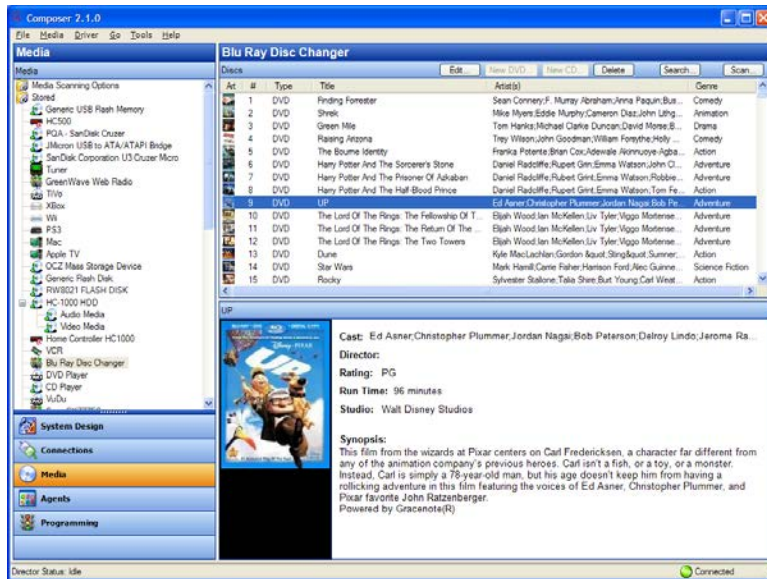 Composer 2.1.0
File Media Driver Go Tools Help
Media
Blu Ray Disc Changer
Media
Discs
Edit... New DVD... New CD... Delete Search... Scan...
Media Scanning Options
Stored
Generic USB Flash Memory
HC500
PQA - SanDisk Cruzer
JMicron USB to ATA/ATAPI Bridge
SanDisk Corporation U3 Cruzer Micro
Tuner
GreenWave Web Radio
TiVo
XBox
Wii
PS3
Mac
Apple TV
OCZ Mass Storage Device
Generic Flash Disk
RW8021 FLASH DISK
HC-1000 HDD
Audio Media
Video Media
Home Controller HC1000
VCR
Blu Ray Disc Changer
DVD Player
CD Player
VuDu
System Design
Connections
Media
Agents
Programming
Art # Type Title Artist(s) Genre
1 DVD Finding Forrester Sean Connery;F. Murray Abraham;Anna Paquin;Bus... Comedy
2 DVD Shrek Mike Myers;Eddie Murphy;Cameron Diaz;John Lithg... Animation
3 DVD Green Mile Tom Hanks;Michael Clarke Duncan;David Morse;B... Drama
4 DVD Raising Arizona Trey Wilson;John Goodman;William Forsythe;Holly ... Comedy
5 DVD The Bourne Identity Franka Potente;Brian Cox;Adewale Akinnuoye-Agba... Action
6 DVD Harry Potter And The Sorcerer's Stone Daniel Radcliffe;Rupert Grint;Emma Watson;John Cl... Adventure
7 DVD Harry Potter And The Prisoner Of Azkaban Daniel Radcliffe;Rupert Grint;Emma Watson;Robbie... Adventure
8 DVD Harry Potter And The Half-Blood Prince Daniel Radcliffe;Rupert Grint;Emma Watson;Tom Fe... Action
9 DVD UP Ed Asner;Christopher Plummer;Jordan Nagai;Bob Pe... Adventure
10 DVD The Lord Of The Rings: The Fellowship Of T... Elijah Wood;Ian McKellen;Liv Tyler;Viggo Mortense... Adventure
11 DVD The Lord Of The Rings: The Return Of The ... Elijah Wood;Ian McKellen;Liv Tyler;Viggo Mortense... Adventure
12 DVD The Lord Of The Rings: The Two Towers Elijah Wood;Ian McKellen;Liv Tyler;Viggo Mortense... Adventure
13 DVD Dune Kyle MacLachlan;Gordon &quot;Sting&quot;Sumner;... Action
14 DVD Star Wars Mark Hamill;Carrie Fisher;Harrison Ford;Alec Guinne... Science Fiction
15 DVD Rocky Sylvester Stallone;Talia Shire;Burt Young;Carl Weat... Action
UP
Disney·PIXAR
UP
Cast: Ed Asner;Christopher Plummer;Jordan Nagai;Bob Peterson;Delroy Lindo;Jerome Ra...
Director:
Rating: PG
Run Time: 96 minutes
Studio: Walt Disney Studios
Synopsis:
This film from the wizards at Pixar centers on Carl Fredericksen, a character far different from
any of the animation company's previous heroes. Carl isn't a fish, or a toy, or a monster.
Instead, Carl is simply a 78-year-old man, but his age doesn't keep him from having a
rollicking adventure in this film featuring the voices of Ed Asner, Christopher Plummer, and
Pixar favorite John Ratzenberger.
Powered by Gracenote(R)
Director Status: Idle
Connected